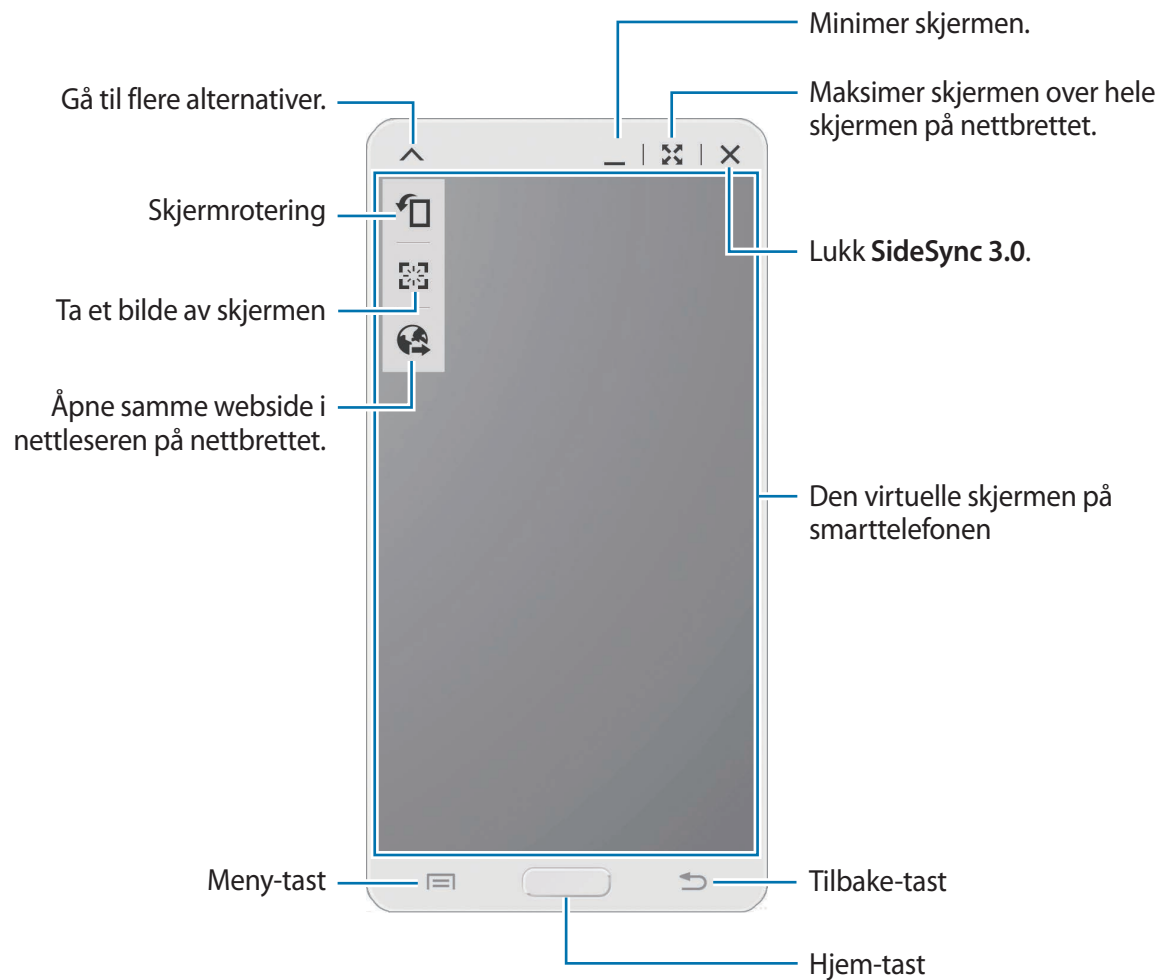 Minimer skjermen.
Gå til flere alternativer.
Maksimer skjermen over hele
skjermen på nettbrettet.
Skjermrotering
Lukk SideSync 3.0.
Ta et bilde av skjermen
Åpne samme webside i
nettleseren på nettbrettet.
Den virtuelle skjermen på
smarttelefonen
Meny-tast
Tilbake-tast
Hjem-tast